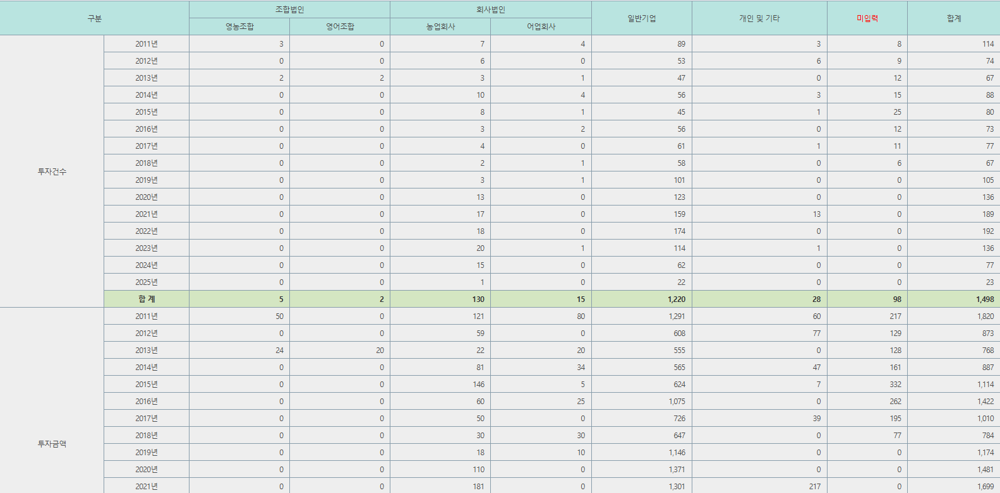 구분 조합법인 회사법인 일반기업 개인 및 기타 미입력 합계
영농조합 영어조합 농업회사 어업회사
투자건수
2011년 3 0 7 4 89 3 8 114
2012년 0 0 6 0 53 6 9 74
2013년 2 2 3 1 47 0 12 67
2014년 0 0 10 4 56 3 15 88
2015년 0 0 8 1 45 1 25 80
2016년 0 0 3 2 56 0 12 73
2017년 0 0 4 0 61 1 11 77
2018년 0 0 2 1 58 0 6 67
2019년 0 0 3 1 101 0 0 105
2020년 0 0 13 0 123 0 0 136
2021년 0 0 17 0 159 13 0 189
2022년 0 0 18 0 174 0 0 192
2023년 0 0 20 1 114 1 0 136
2024년 0 0 15 0 62 0 0 77
2025년 0 0 1 0 22 0 0 23
합 계 5 2 130 15 1,220 28 98 1,498
투자금액
2011년 50 0 121 80 1,291 60 217 1,820
2012년 0 0 59 0 608 77 129 873
2013년 24 20 22 20 555 0 128 768
2014년 0 0 81 34 565 47 161 887
2015년 0 0 146 5 624 7 332 1,114
2016년 0 0 60 25 1,075 0 262 1,422
2017년 0 0 50 0 726 39 195 1,010
2018년 0 0 30 30 647 0 77 784
2019년 0 0 18 10 1,146 0 0 1,174
2020년 0 0 110 0 1,371 0 0 1,481
2021년 0 0 181 0 1,301 217 0 1,699